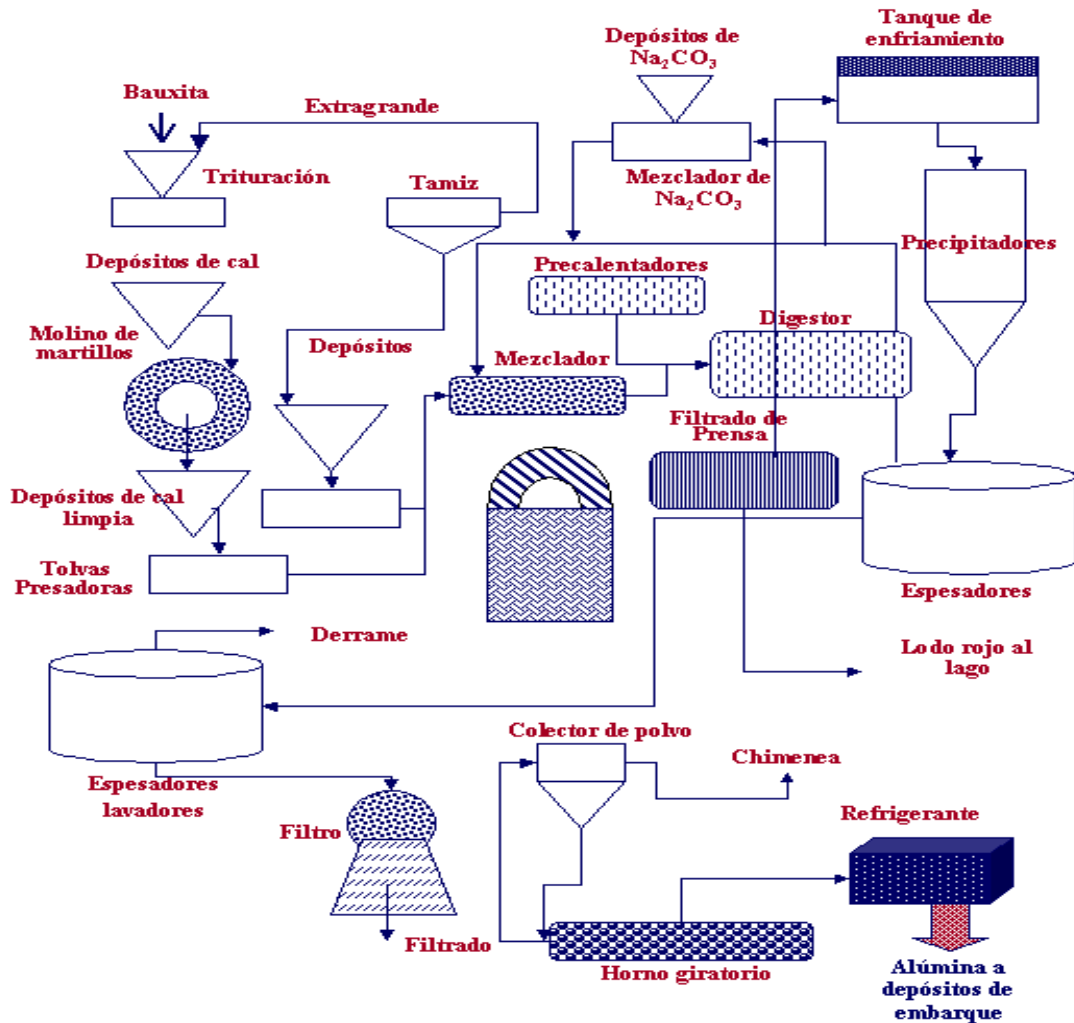 Depósitos de
Na₂CO₃
Tanque de
enfriamiento
Bauxita
Extragrande
Trituración
Tamiz
Mezclador de
Na₂CO₃
Depósitos de cal
Precalentadores
Precipitadores
Molino de
martillos
Depósitos
Mezclador
Digestor
Filtrado de
Prensa
Depósitos de cal
limpia
Tolvas
Presadoras
Espesadores
Derrame
Lodo rojo al
lago
Colector de polvo
Chimenea
Espesadores
lavadores
Refrigerante
Filtro
Filtrado
Horno giratorio
Alúmina a
depósitos de
embarque